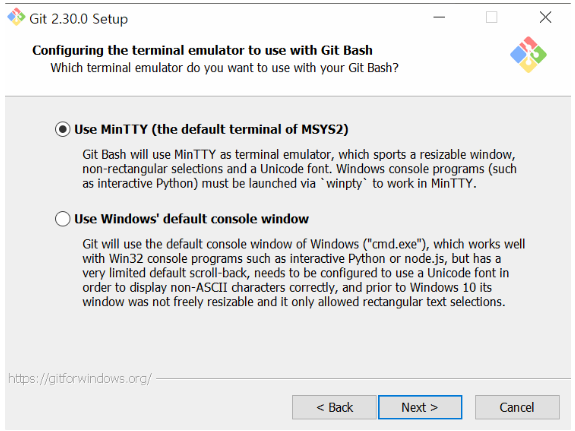 Git 2.30.0 Setup
Configuring the terminal emulator to use with Git Bash
Which terminal emulator do you want to use with your Git Bash?
Use MinTTY (the default terminal of MSYS2)
Git Bash will use MinTTY as terminal emulator, which sports a resizable window,
non-rectangular selections and a Unicode font. Windows console programs (such
as interactive Python) must be launched via `winpty` to work in MinTTY.
Use Windows' default console window
Git will use the default console window of Windows ("cmd.exe"), which works well
with Win32 console programs such as interactive Python or node.js, but has a
very limited default scroll-back, needs to be configured to use a Unicode font in
order to display non-ASCII characters correctly, and prior to Windows 10 its
window was not freely resizable and it only allowed rectangular text selections.
https://gitforwindows.org/
< Back
Next >
Cancel